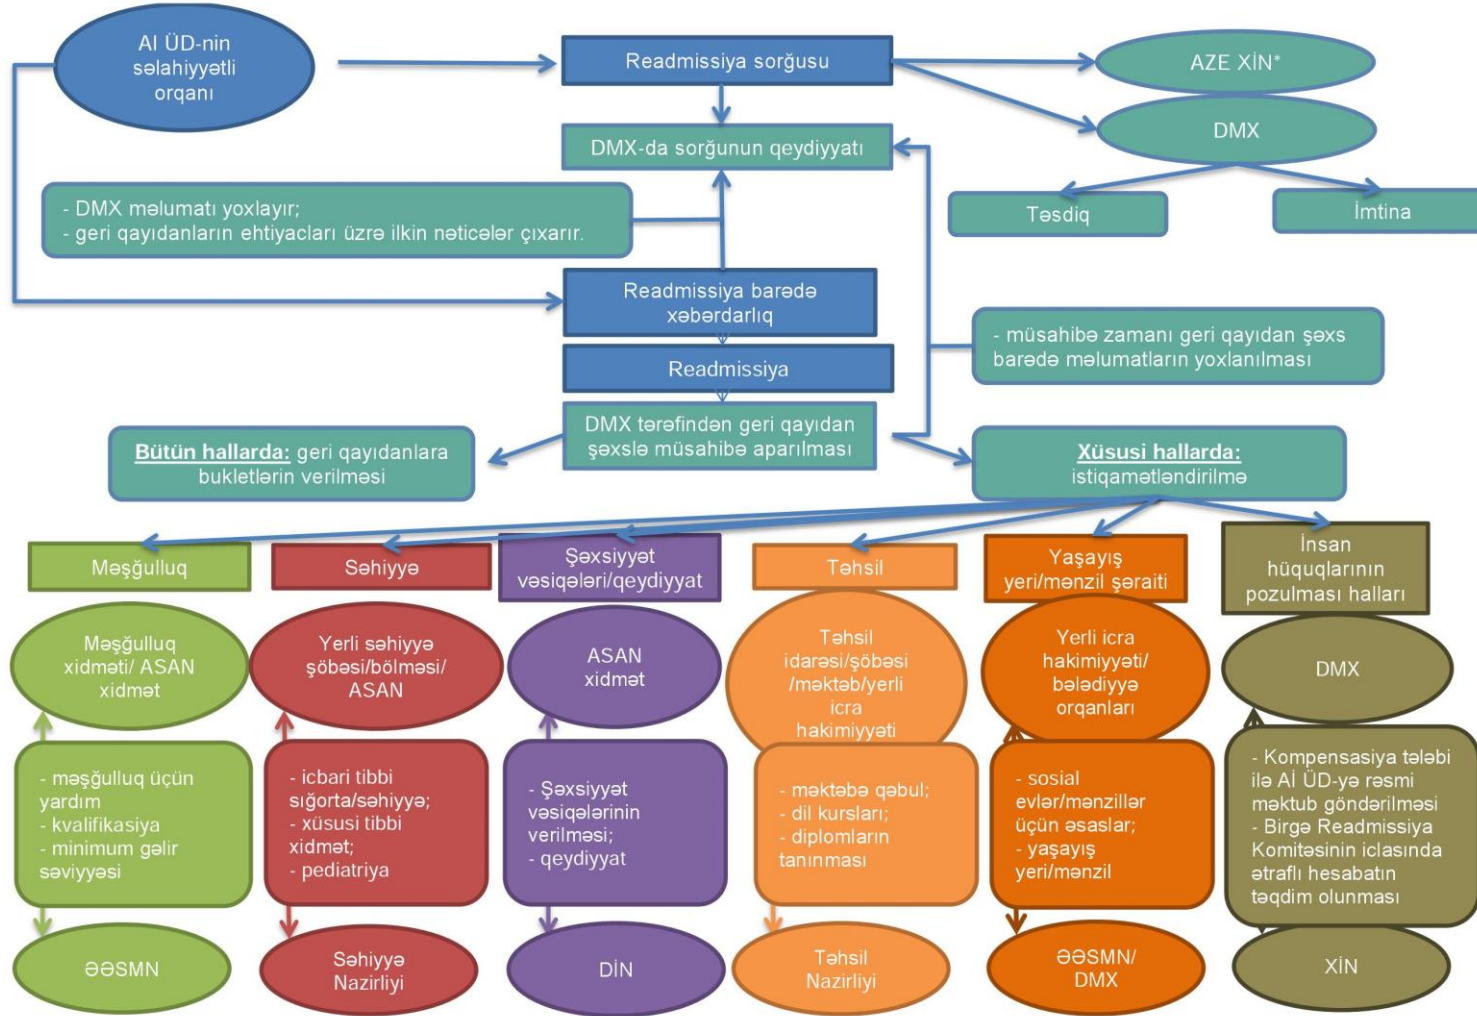 AI ÜD-nin
səlahiyyətli
orqanı
Readmissiya sorğusu
AZE XİN*
DMX
DMX-da sorğunun qeydiyyatı
Təsdiq
İmtina
- DMX məlumatı yoxlayır;
- geri qayıdanların ehtiyacları üzrə ilkin nəticələr çıxarır.
Readmissiya barədə
xəbərdarlıq
- müsahibə zamanı geri qayıdan şəxs
barədə məlumatların yoxlanılması
Readmissiya
DMX tərəfindən geri qayıdan
şəxslə müsahibə aparılması
Bütün hallarda: geri qayıdanlara
bukletlərin verilməsi
Xüsusi hallarda:
istiqamətləndirilmə
Məşğulluq
Səhiyyə
Şəxsiyyət
vəsiqələri/qeydiyyat
Təhsil
Yaşayış
yeri/mənzil şəraiti
İnsan
hüquqlarının
pozulması halları
Məşğulluq
xidməti/ ASAN
xidmət
Yerli səhiyyə
şöbəsi/bölməsi/
ASAN
ASAN
xidmət
Təhsil
idarəsi/şöbəsi
/məktəb/yerli
icra
hakimiyyəti
Yerli icra
hakimiyyəti/
bələdiyyə
orqanları
DMX
- məşğulluq üçün
yardım
- kvalifikasiya
- minimum gəlir
səviyyəsi
- icbari tibbi
sığorta/səhiyyə;
- xüsusi tibbi
xidmət;
- pediatriya
- Şəxsiyyət
vəsiqələrinin
verilməsi;
- qeydiyyat
- məktəbə qəbul;
- dil kursları;
- diplomların
tanınması
- sosial
evlər/mənzillər
üçün əsaslar;
- yaşayış
yeri/mənzil
- Kompensasiya tələbi
ilə Aİ ÜD-yə rəsmi
məktub göndərilməsi
- Birgə Readmissiya
Komitəsinin iclasında
ətraflı hesabatın
təqdim olunması
ƏƏSMN
Səhiyyə
Nazirliyi
DİN
Təhsil
Nazirliyi
ƏƏSMN/
DMX
XİN